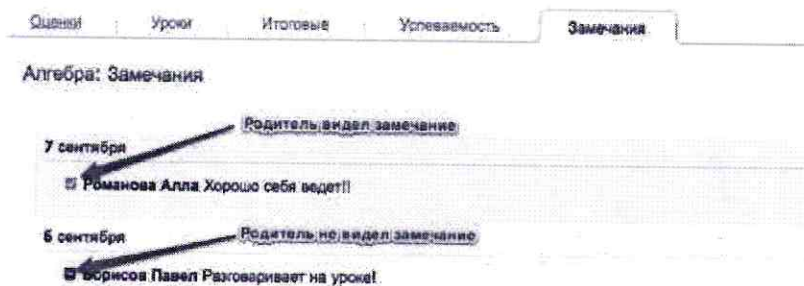 Оценки Уроки Итоговые Успеваемость Замечания
Алгебра: Замечания
Родитель видел замечание
7 сентября
Романова Алла Хорошо себя ведет!!
6 сентября
Родитель не видел замечание
Борисов Павел Разговаривает на уроке!